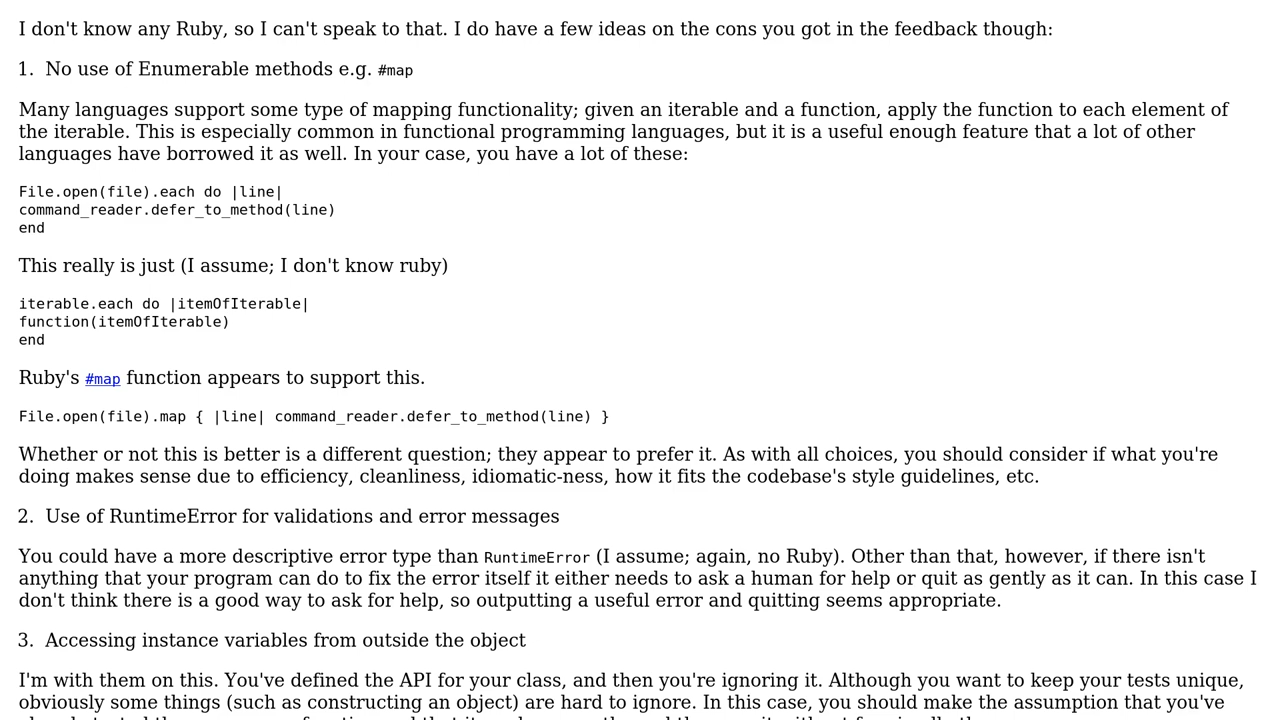 I don't know any Ruby, so I can't speak to that. I do have a few ideas on the cons you got in the feedback though:
1. No use of Enumerable methods e.g. #map
Many languages support some type of mapping functionality; given an iterable and a function, apply the function to each element of
the iterable. This is especially common in functional programming languages, but it is a useful enough feature that a lot of other
languages have borrowed it as well. In your case, you have a lot of these:
File.open(file).each do |line|
command_reader.defer_to_method(line)
end
This really is just (I assume; I don't know ruby)
iterable.each do |itemOfIterable|
function(itemOfIterable)
end
Ruby's #map function appears to support this.
File.open(file).map { |line| command_reader.defer_to_method(line) }
Whether or not this is better is a different question; they appear to prefer it. As with all choices, you should consider if what you're
doing makes sense due to efficiency, cleanliness, idiomatic-ness, how it fits the codebase's style guidelines, etc.
2. Use of RuntimeError for validations and error messages
You could have a more descriptive error type than RuntimeError (I assume; again, no Ruby). Other than that, however, if there isn't
anything that your program can do to fix the error itself it either needs to ask a human for help or quit as gently as it can. In this case I
don't think there is a good way to ask for help, so outputting a useful error and quitting seems appropriate.
3. Accessing instance variables from outside the object
I'm with them on this. You've defined the API for your class, and then you're ignoring it. Although you want to keep your tests unique,
obviously some things (such as constructing an object) are hard to ignore. In this case, you should make the assumption that you've